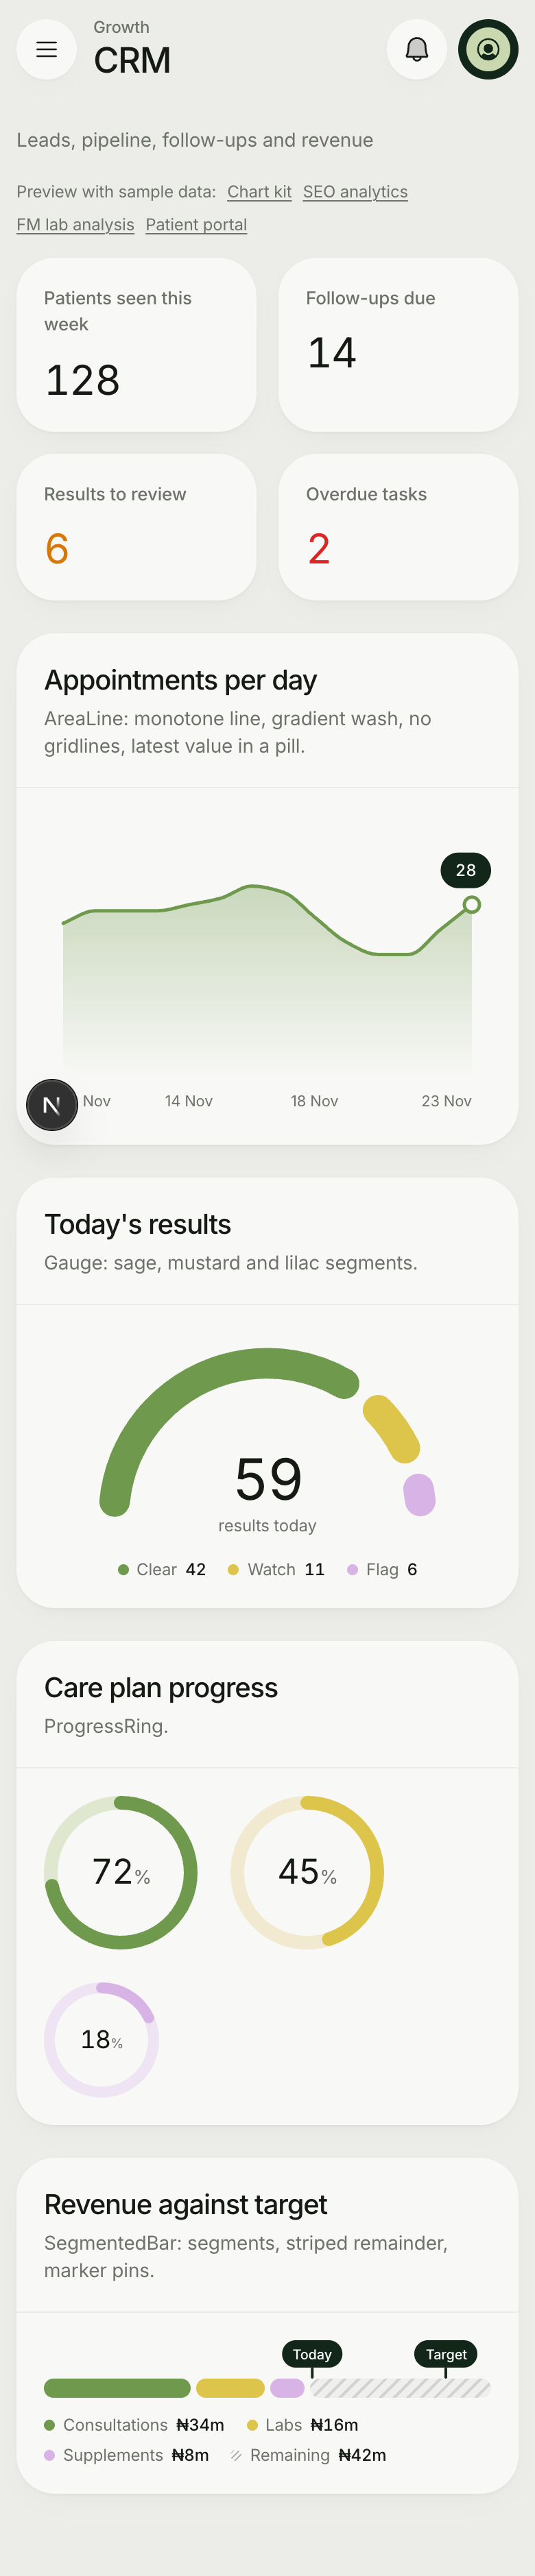 Growth
CRM
Leads, pipeline, follow-ups and revenue
Preview with sample data: Chart kit SEO analytics
FM lab analysis Patient portal
Patients seen this
week
128
Follow-ups due
14
Results to review
6
Overdue tasks
2
Appointments per day
AreaLine: monotone line, gradient wash, no
gridlines, latest value in a pill.
28
N
Nov 14 Nov 18 Nov 23 Nov
Today's results
Gauge: sage, mustard and lilac segments.
59
results today
Clear 42 Watch 11 Flag 6
Care plan progress
ProgressRing.
72% 45%
18%
Revenue against target
SegmentedBar: segments, striped remainder,
marker pins.
Today Target
Consultations ₦34m Labs ₦16m
Supplements ₦8m Remaining ₦42m